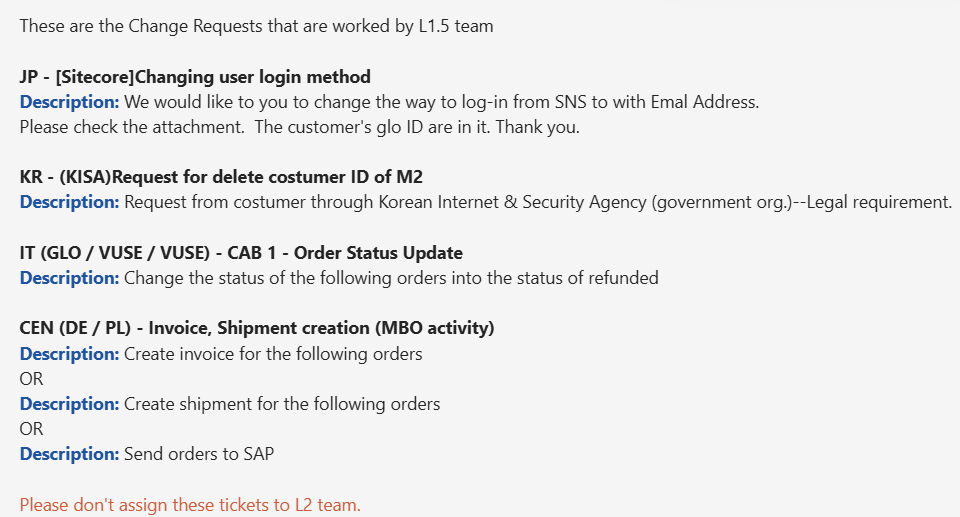 These are the Change Requests that are worked by L1.5 team
JP - [Sitecore]Changing user login method
Description: We would like to you to change the way to log-in from SNS to with Emal Address.
Please check the attachment.  The customer's glo ID are in it. Thank you.
KR - (KISA)Request for delete costumer ID of M2
Description: Request from costumer through Korean Internet & Security Agency (government org.)--Legal requirement.
IT (GLO / VUSE / VUSE) - CAB 1 - Order Status Update
Description: Change the status of the following orders into the status of refunded
CEN (DE / PL) - Invoice, Shipment creation (MBO activity)
Description: Create invoice for the following orders
OR
Description: Create shipment for the following orders
OR
Description: Send orders to SAP
Please don't assign these tickets to L2 team.